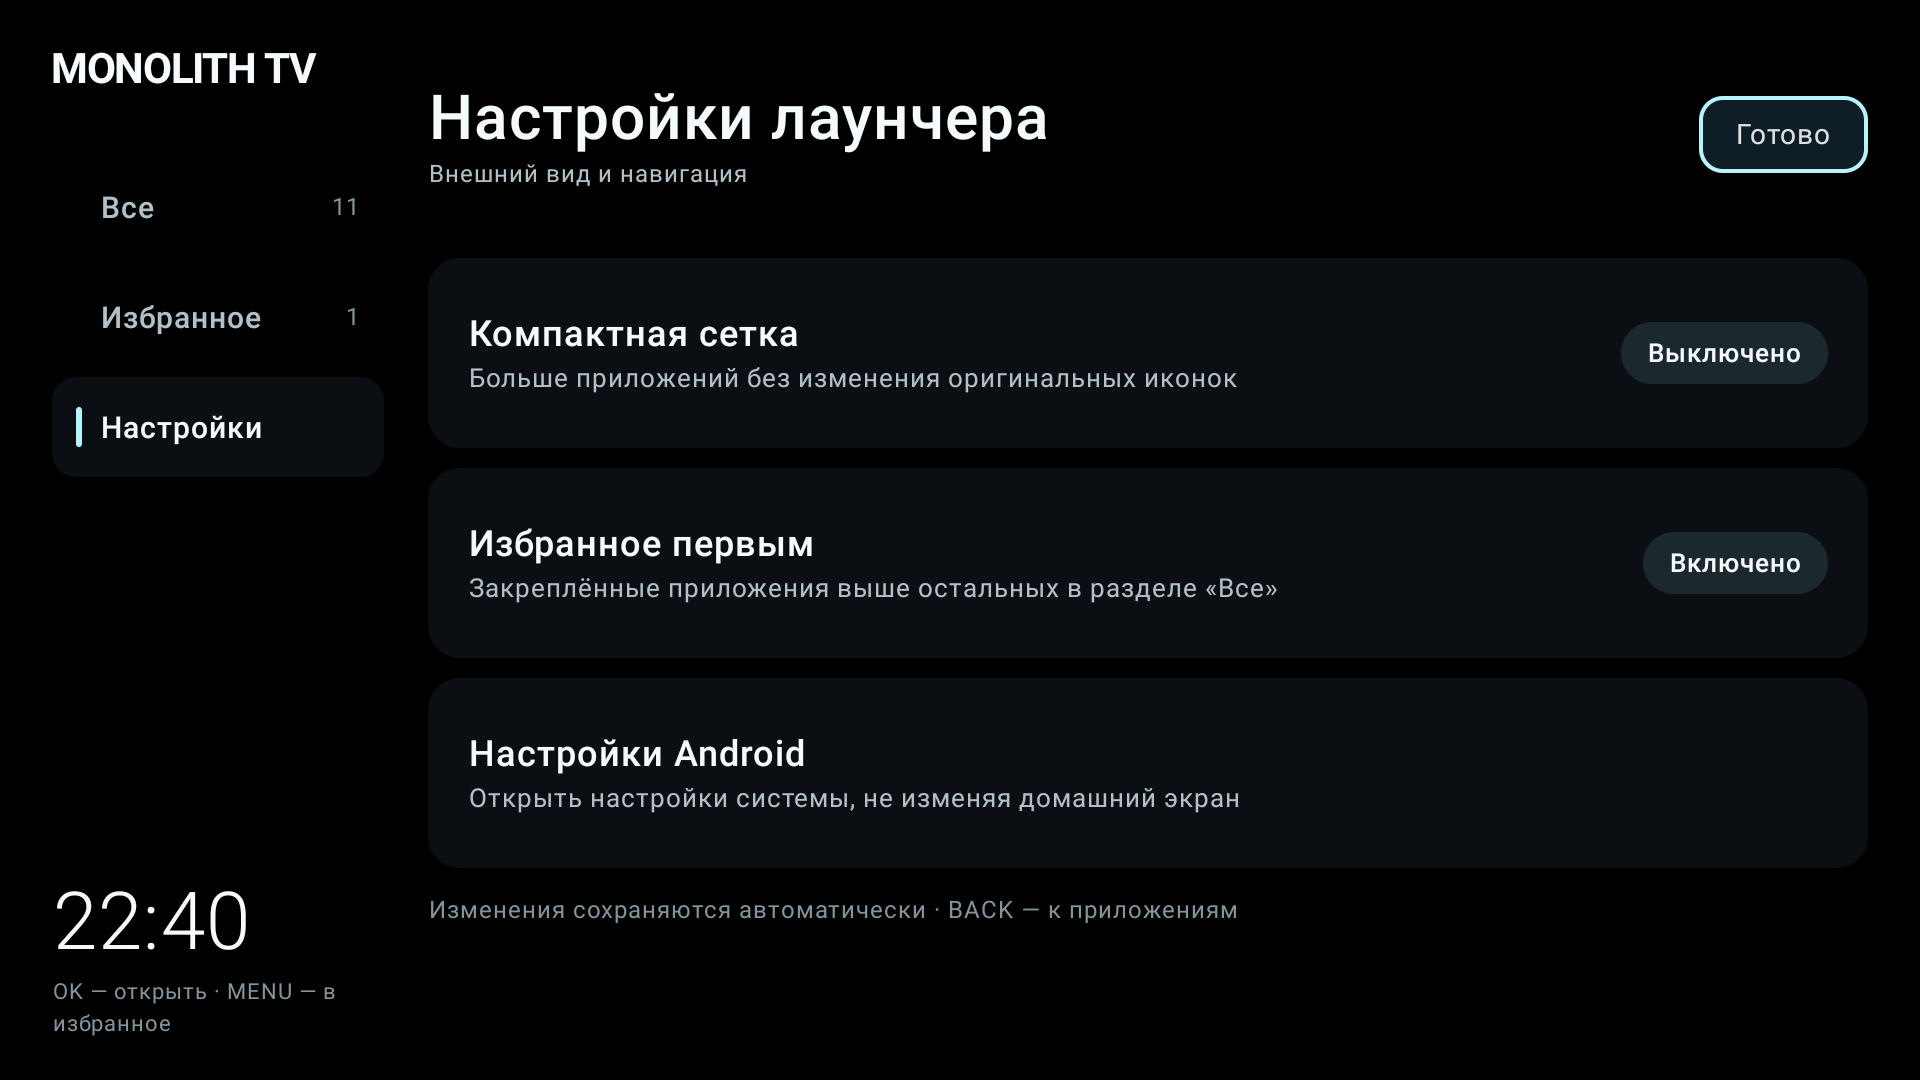 MONOLITH TV
Все 11
Избранное 1
Настройки
22:40
OK — открыть · MENU — в
избранное
Настройки лаунчера
Внешний вид и навигация
Готово
Компактная сетка
Больше приложений без изменения оригинальных иконок
Выключено
Избранное первым
Закреплённые приложения выше остальных в разделе «Все»
Включено
Настройки Android
Открыть настройки системы, не изменяя домашний экран
Изменения сохраняются автоматически · BACK — к приложениям